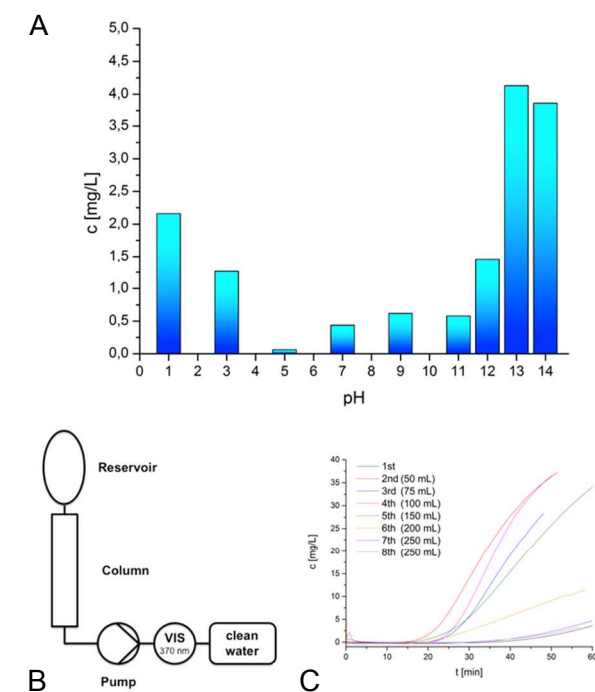 A
5,0
4,5
4,0
3,5
3,0
2,5
2,0
1,5
1,0
0,5
0,0
c [mg/L]
0 1 2 3 4 5 6 7 8 9 10 11 12 13 14
pH
Reservoir
Column
VIS
370 nm
clean
water
Pump
B
40
35
30
25
20
15
10
5
0
c [mg/L]
1st
2nd (50 mL)
3rd (75 mL)
4th (100 mL)
5th (150 mL)
6th (200 mL)
7th (250 mL)
8th (250 mL)
0 10 20 30 40 50 60
t [min]
C